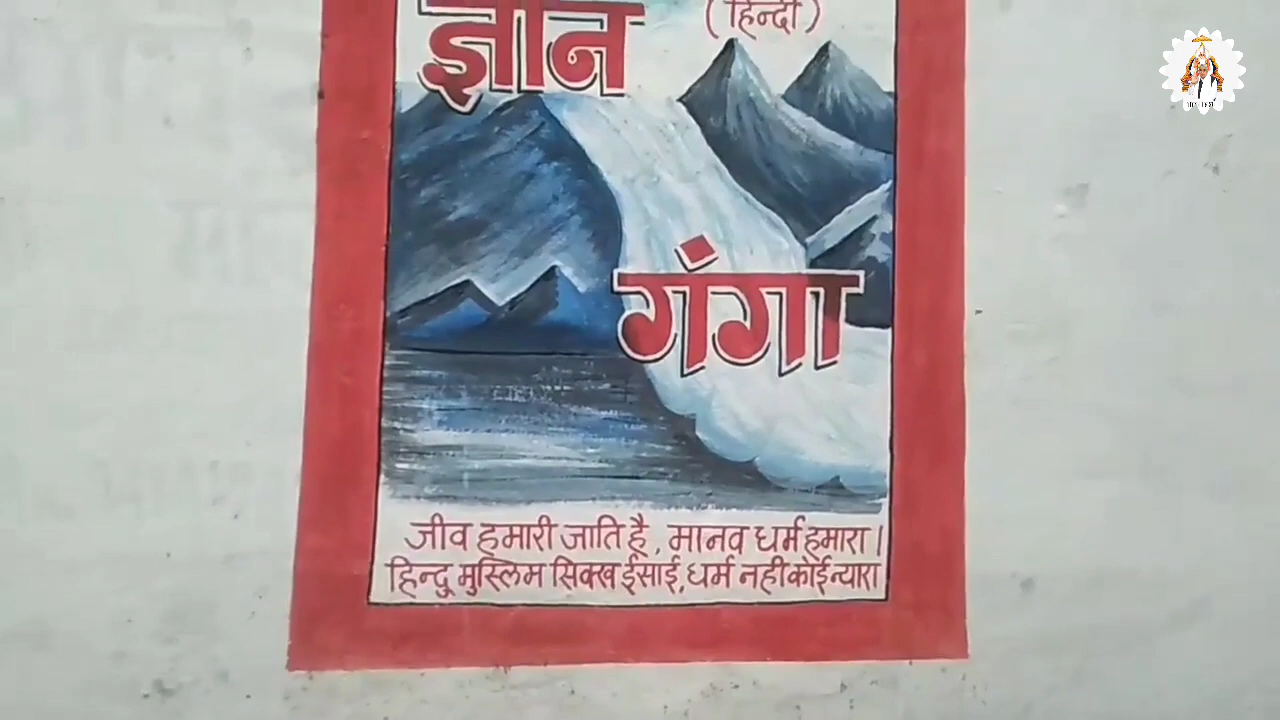 ज्ञान
(हिन्दी)
गंगा
जीव हमारी जाति है, मानव धर्म हमारा।
हिन्दु मुस्लिम सिक्ख ईसाई, धर्म नही कोई न्यारा